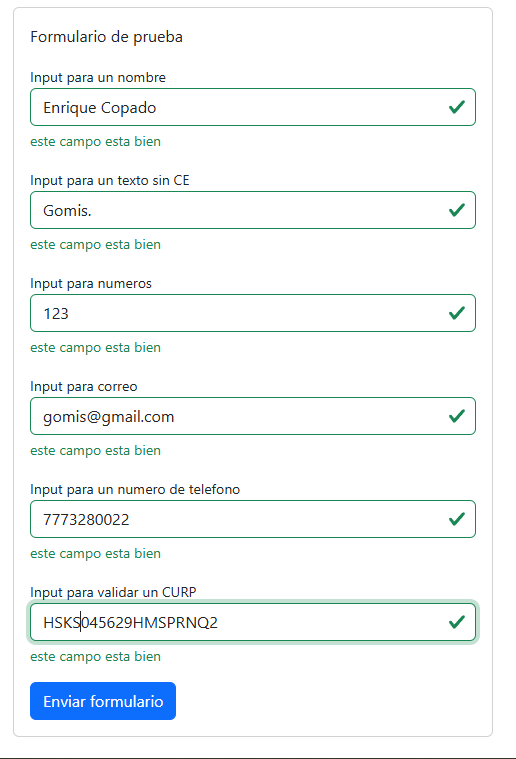 Formulario de prueba
Input para un nombre
Enrique Copado
este campo esta bien
Input para un texto sin CE
Gomis.
este campo esta bien
Input para numeros
123
este campo esta bien
Input para correo
gomis@gmail.com
este campo esta bien
Input para un numero de telefono
7773280022
este campo esta bien
Input para validar un CURP
HSKS045629HMSPRNQ2
este campo esta bien
Enviar formulario